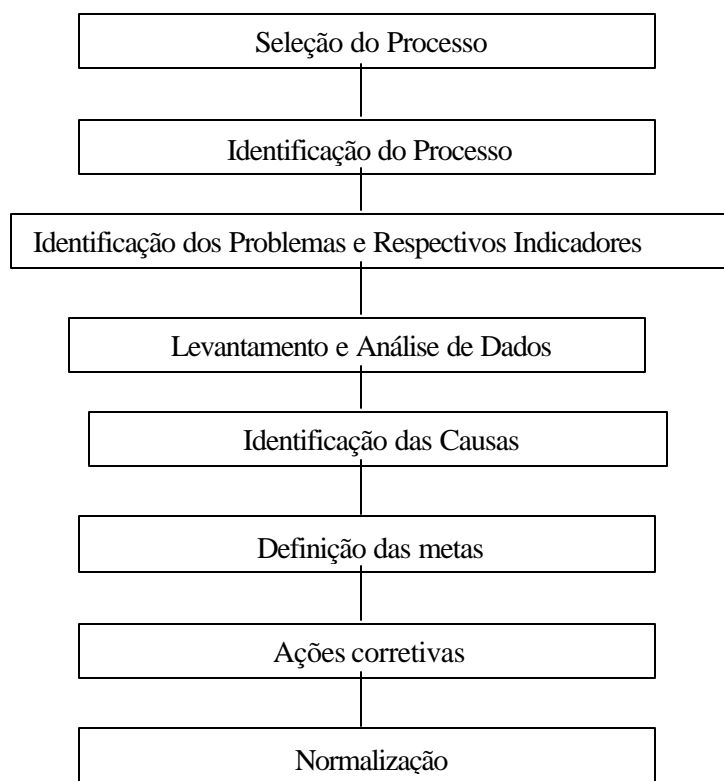 Seleção do Processo
Identificação do Processo
Identificação dos Problemas e Respectivos Indicadores
Levantamento e Análise de Dados
Identificação das Causas
Definição das metas
Ações corretivas
Normalização